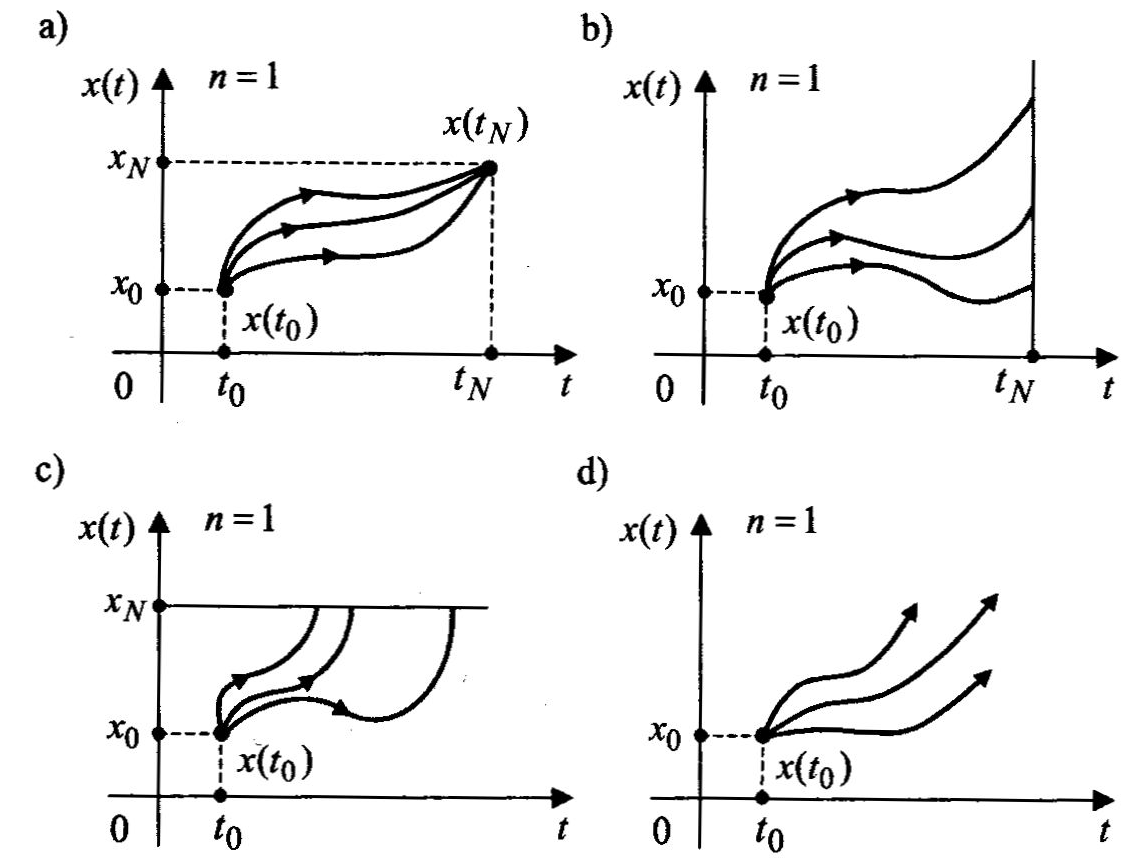 a)
x(t)
n = 1
x(t_N)
x_N
x_0
x(t_0)
0
t_0
t_N
t
b)
x(t)
n = 1
x_0
x(t_0)
0
t_0
t_N
t
c)
x(t)
n = 1
x_N
x_0
x(t_0)
0
t_0
t
d)
x(t)
n = 1
x_0
x(t_0)
0
t_0
t